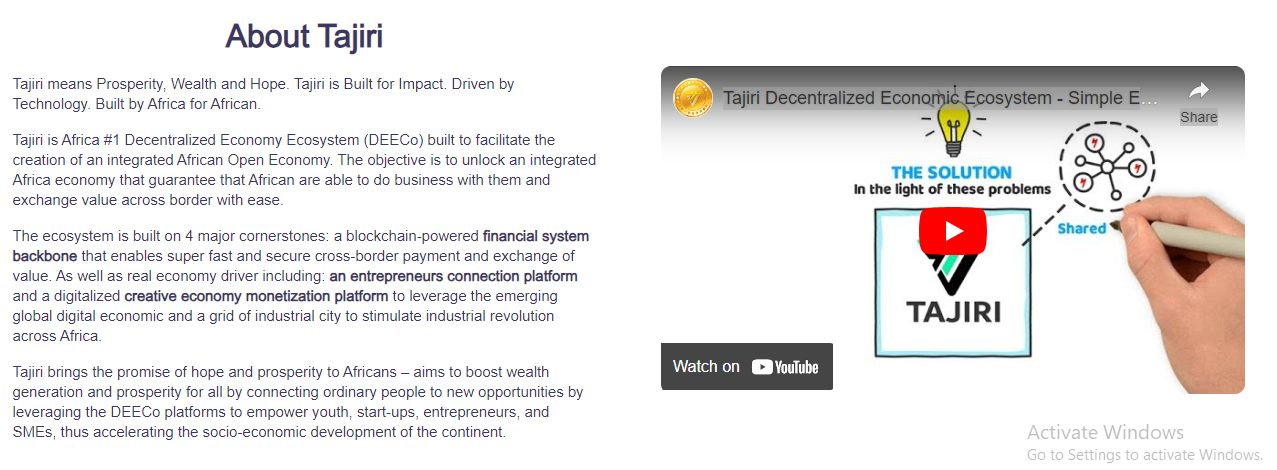 About Tajiri
Tajiri means Prosperity, Wealth and Hope. Tajiri is Built for Impact. Driven by
Technology. Built by Africa for African.
Tajiri is Africa #1 Decentralized Economy Ecosystem (DEECo) built to facilitate the
creation of an integrated African Open Economy. The objective is to unlock an integrated
Africa economy that guarantee that African are able to do business with them and
exchange value across border with ease.
The ecosystem is built on 4 major cornerstones: a blockchain-powered financial system
backbone that enables super fast and secure cross-border payment and exchange of
value. As well as real economy driver including: an entrepreneurs connection platform
and a digitalized creative economy monetization platform to leverage the emerging
global digital economic and a grid of industrial city to stimulate industrial revolution
across Africa.
Tajiri brings the promise of hope and prosperity to Africans – aims to boost wealth
generation and prosperity for all by connecting ordinary people to new opportunities by
leveraging the DEECo platforms to empower youth, start-ups, entrepreneurs, and
SMEs, thus accelerating the socio-economic development of the continent.
Tajiri Decentralized Economic Ecosystem - Simple E…
Share
THE SOLUTION
In the light of these problems
Shared
TAJIRI
Watch on YouTube
Activate Windows
Go to Settings to activate Windows.